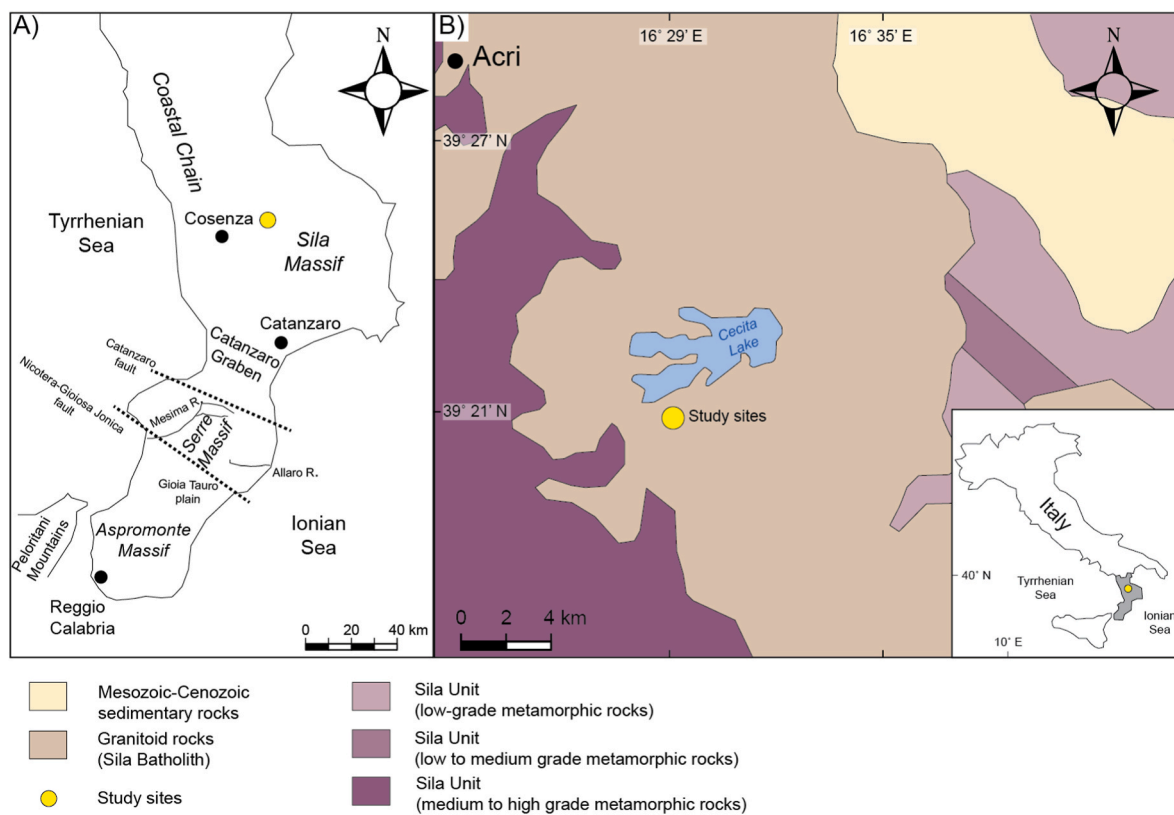 A)
N
Coastal Chain
Tyrrhenian
Sea
Cosenza
Sila
Massif
Catanzaro
Catanzaro
Graben
Catanzaro
fault
Nicotera-Gioiosa Jonica
fault
Mesima R.
Serre
Massif
Allaro R.
Gioia Tauro
plain
Ionian
Sea
Aspromonte
Massif
Peloritani
Mountains
Reggio
Calabria
0 20 40 km
B)
16° 29' E
16° 35' E
N
Acri
39° 27' N
Cecita
Lake
39° 21' N
Study sites
0 2 4 km
Italy
40° N
Tyrrhenian
Sea
Ionian
Sea
10° E
Mesozoic-Cenozoic
sedimentary rocks
Granitoid rocks
(Sila Batholith)
Study sites
Sila Unit
(low-grade metamorphic rocks)
Sila Unit
(low to medium grade metamorphic rocks)
Sila Unit
(medium to high grade metamorphic rocks)